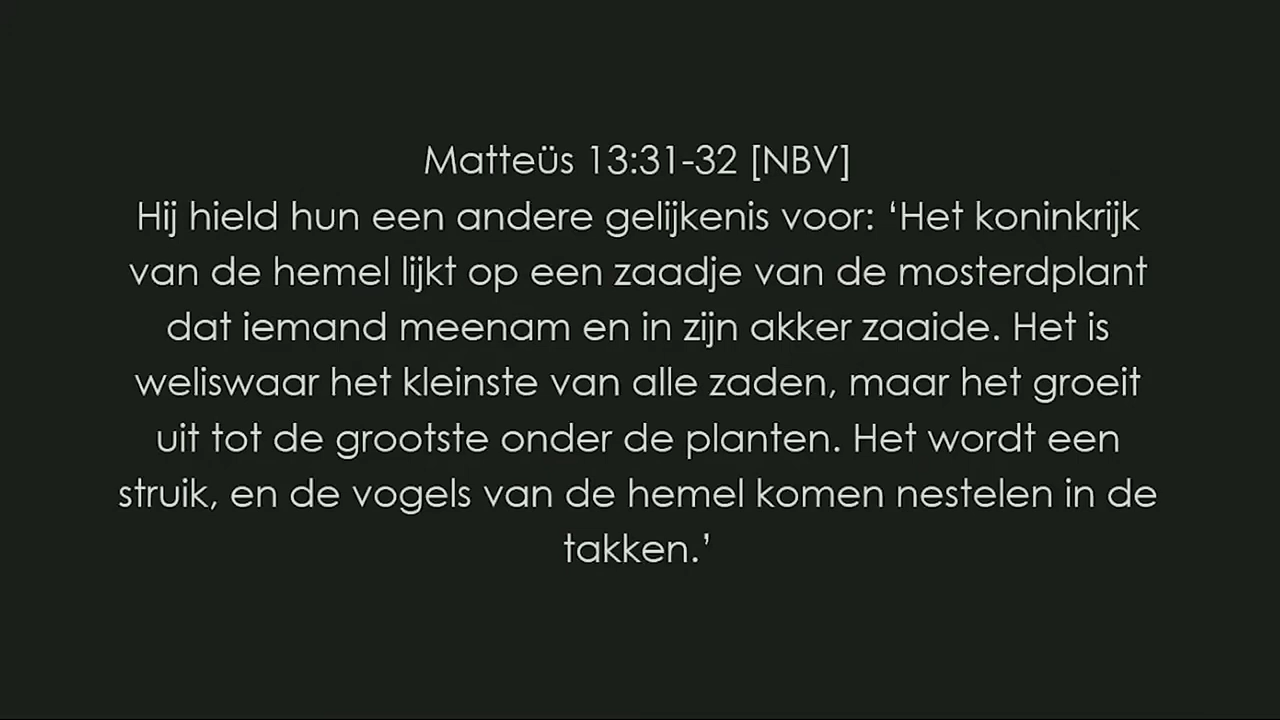 Matteüs 13:31-32 [NBV]
Hij hield hun een andere gelijkenis voor: ‘Het koninkrijk
van de hemel lijkt op een zaadje van de mosterdplant
dat iemand meenam en in zijn akker zaaide. Het is
weliswaar het kleinste van alle zaden, maar het groeit
uit tot de grootste onder de planten. Het wordt een
struik, en de vogels van de hemel komen nestelen in de
takken.’